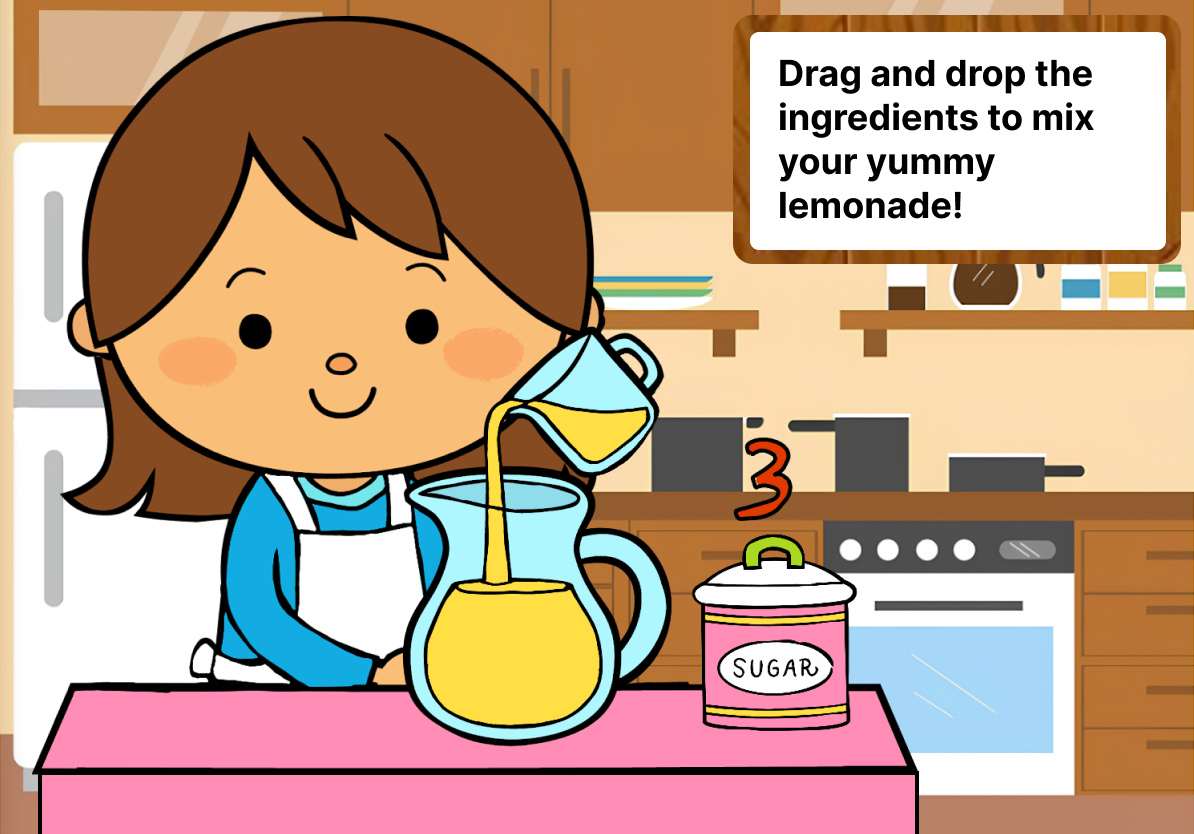 Drag and drop the
ingredients to mix
your yummy
lemonade!
3
SUGAR